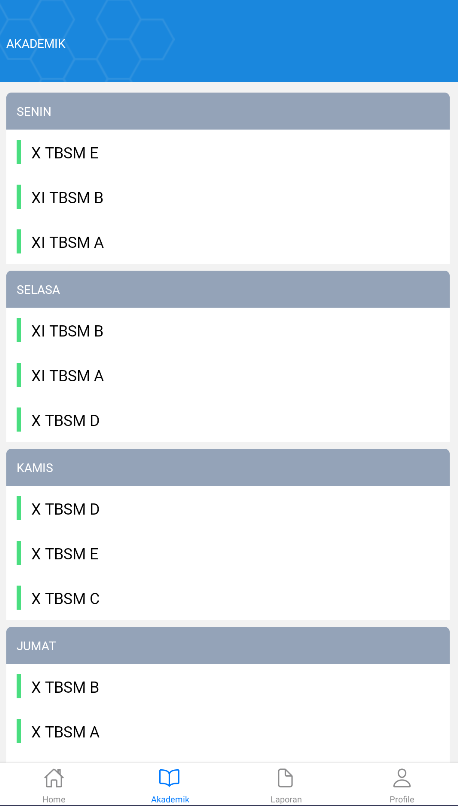 AKADEMIK
SENIN
X TBSM E
XI TBSM B
XI TBSM A
SELASA
XI TBSM B
XI TBSM A
X TBSM D
KAMIS
X TBSM D
X TBSM E
X TBSM C
JUMAT
X TBSM B
X TBSM A
Home Akademik Laporan Profile